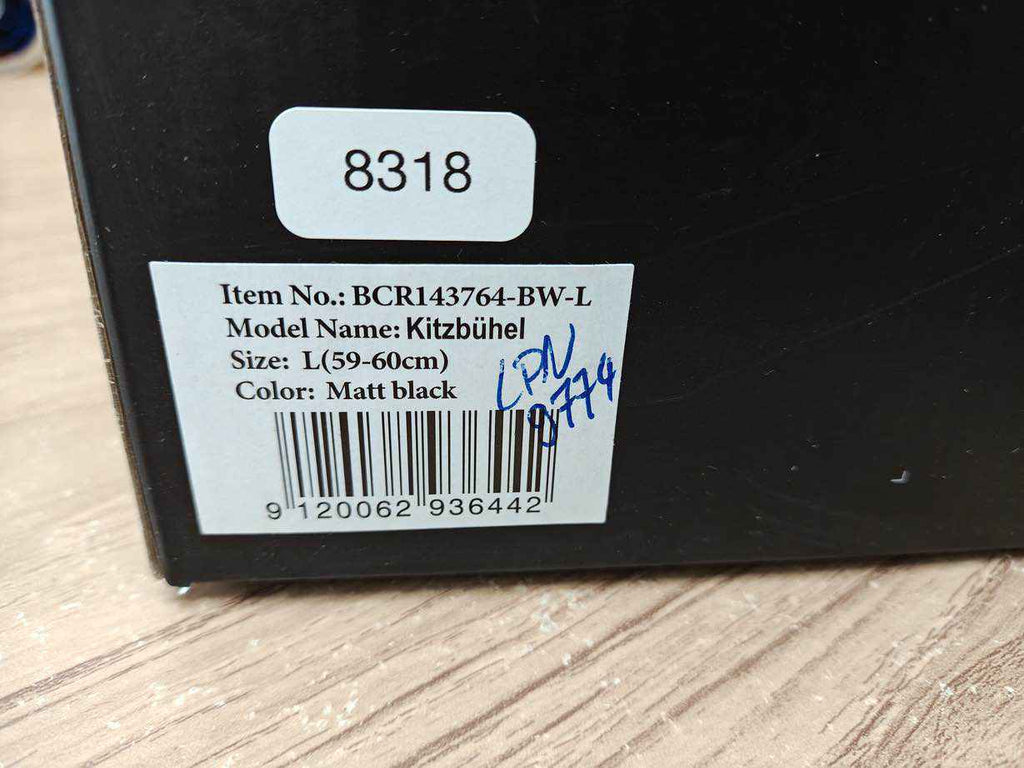 8318
Item No.: BCR143764-BW-L
Model Name: Kitzbühel
Size: L(59-60cm)
Color: Matt black
LPN
9774
9 120062 936442